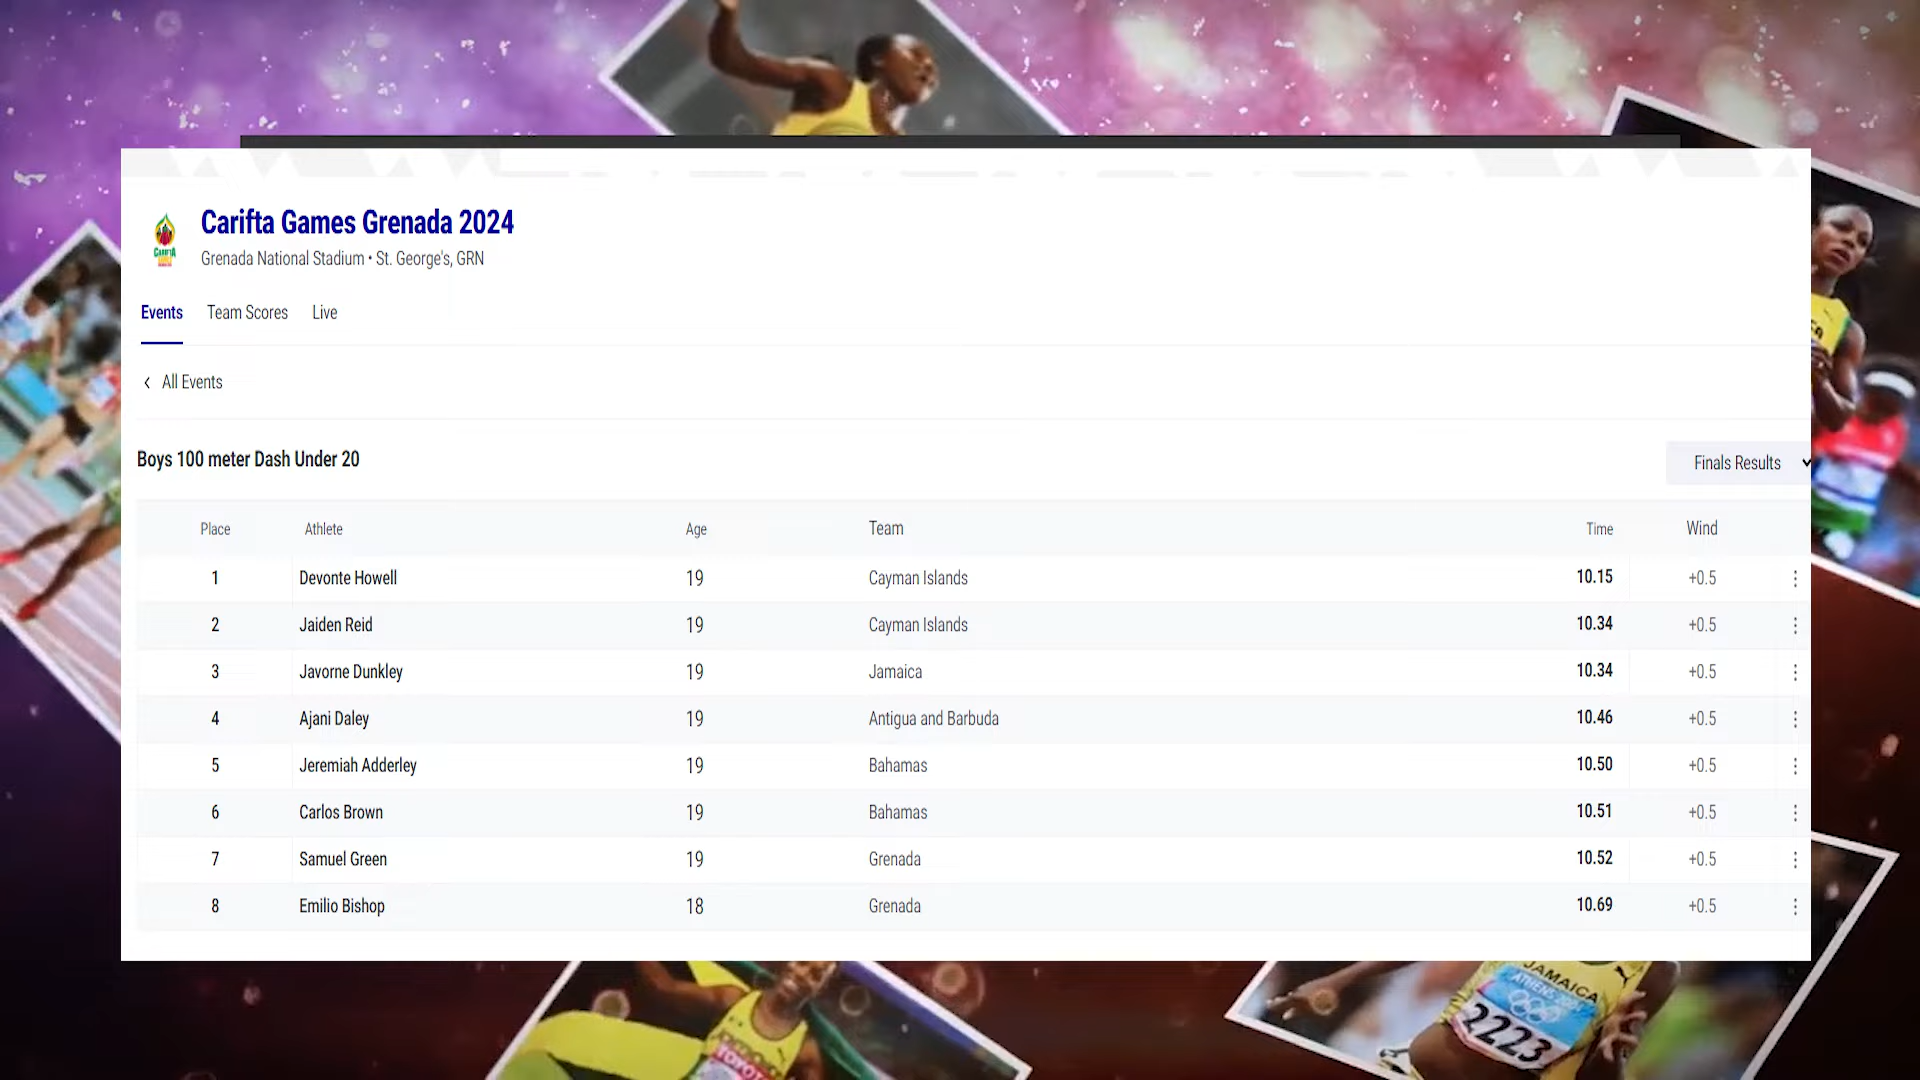 Carifta Games Grenada 2024
Grenada National Stadium • St. George's, GRN
CARIFTA
Events Team Scores Live
‹ All Events
Boys 100 meter Dash Under 20
Finals Results
Place Athlete Age Team Time Wind
1 Devonte Howell 19 Cayman Islands 10.15 +0.5
2 Jaiden Reid 19 Cayman Islands 10.34 +0.5
3 Javorne Dunkley 19 Jamaica 10.34 +0.5
4 Ajani Daley 19 Antigua and Barbuda 10.46 +0.5
5 Jeremiah Adderley 19 Bahamas 10.50 +0.5
6 Carlos Brown 19 Bahamas 10.51 +0.5
7 Samuel Green 19 Grenada 10.52 +0.5
8 Emilio Bishop 18 Grenada 10.69 +0.5
JAMAICA
ATHENS
2223